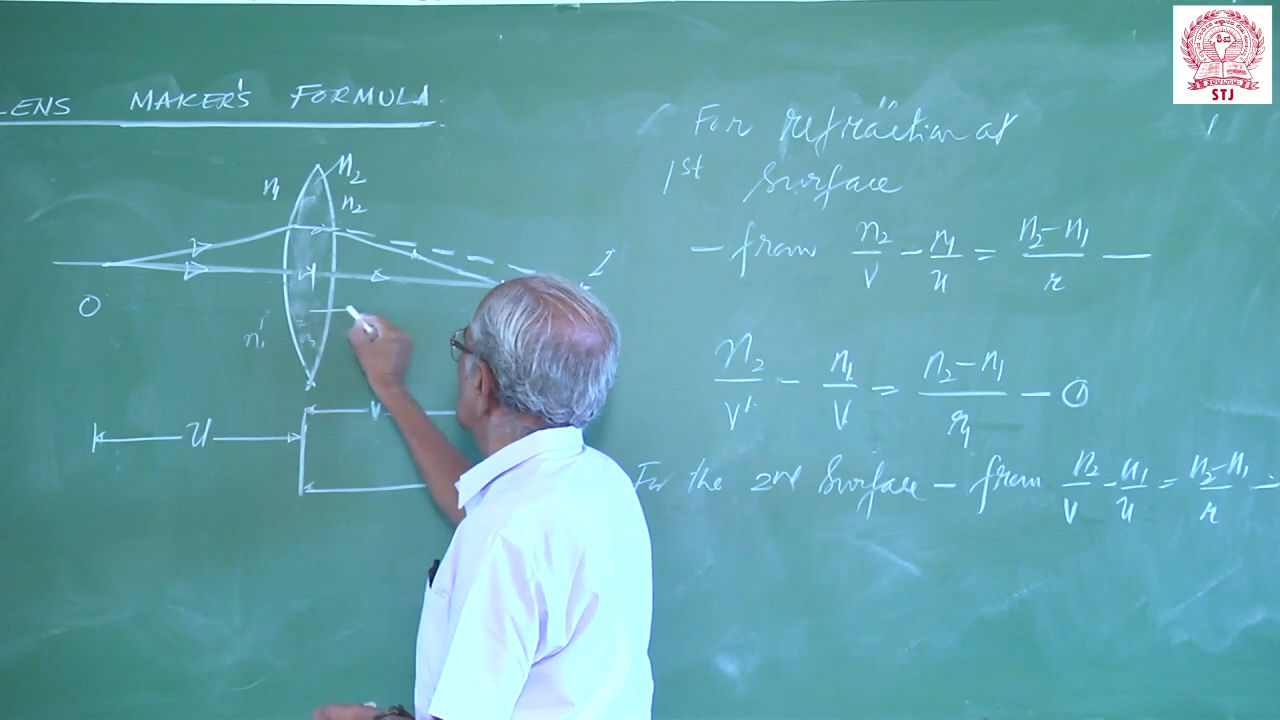 LENS MAKER'S FORMULA
For refraction at
1st surface
- from n2/v - n1/u = n2-n1/r —
n2/v' - n1/v = n2-n1/r1 — ①
For the 2nd Surface - from n2/v - n1/u = n2-n1/r -
n1
n2
n2
I
O
n1
v
u
STJ